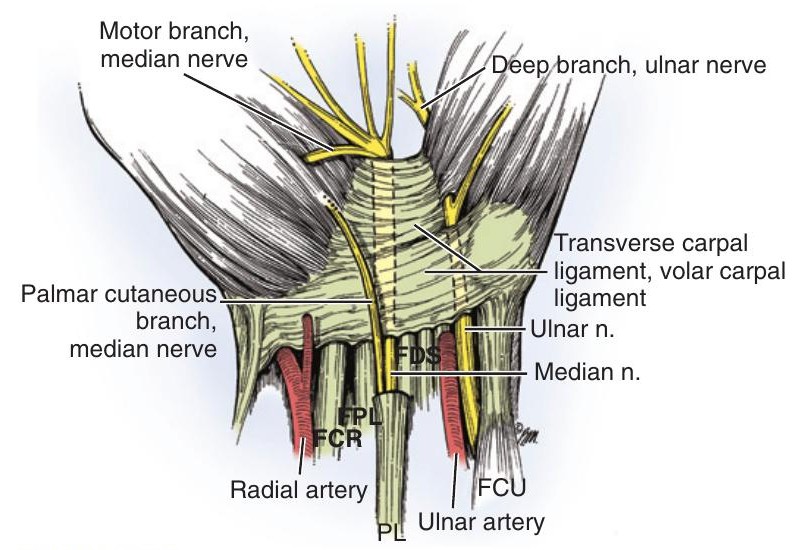 Motor branch,
median nerve
Deep branch, ulnar nerve
Transverse carpal
ligament, volar carpal
ligament
Palmar cutaneous
branch,
median nerve
Ulnar n.
FDS
Median n.
FPL
FCR
Radial artery
FCU
Ulnar artery
PL